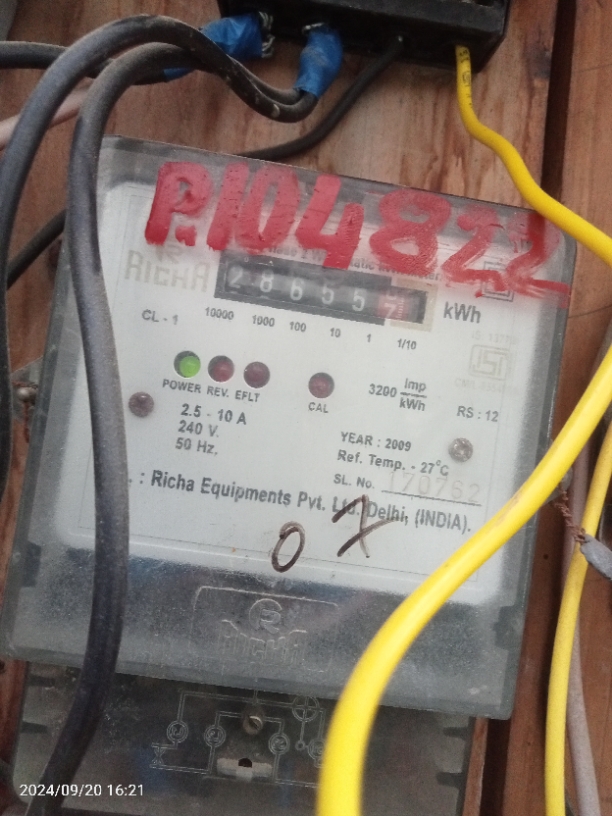 P.104822
RICHA
2 8 6 5 5 7 kWh
CL - 1 10000 1000 100 10 1 1/10
POWER REV. EFLT CAL 3200 imp/kWh RS : 12
2.5 - 10 A
240 V.
50 Hz.
YEAR : 2009
Ref. Temp. - 27°C
SL. No. 170762
: Richa Equipments Pvt. Ltd. Delhi, (INDIA).
07
R
RICHA
2024/09/20 16:21